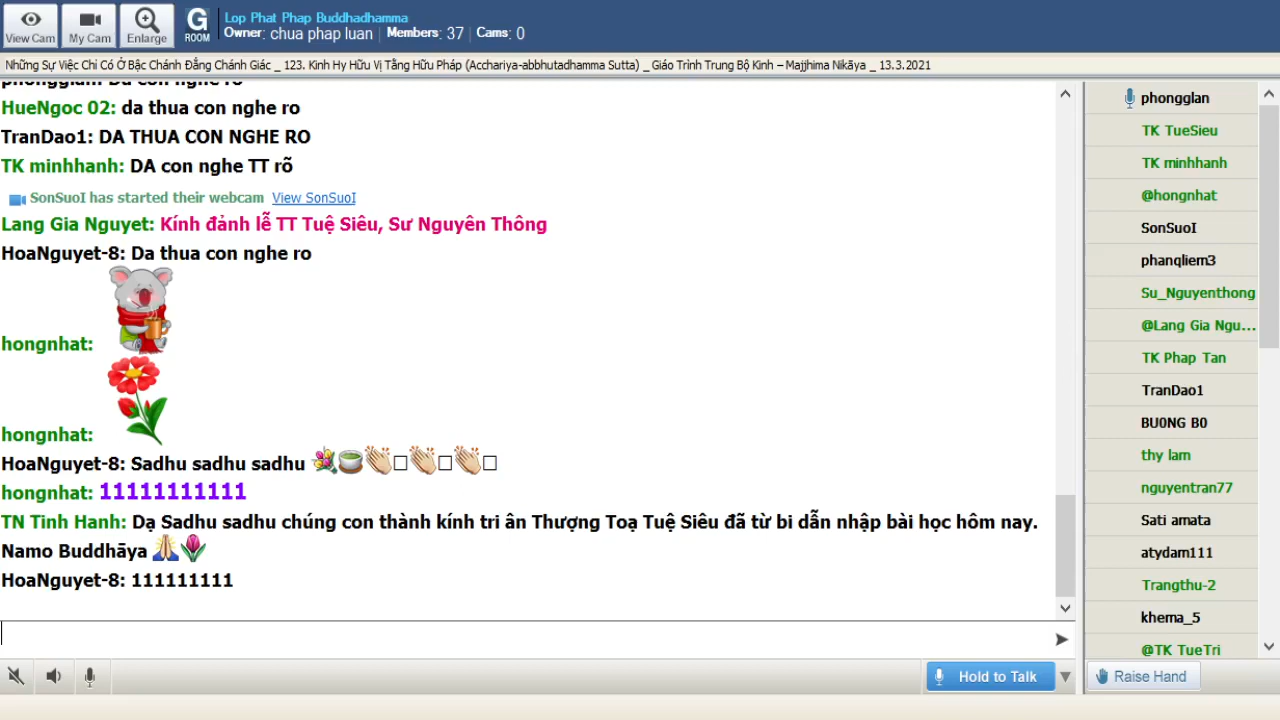 View Cam
My Cam
Enlarge
G ROOM
Lop Phat Phap Buddhadhamma
Owner: chua phap luan Members: 37 Cams: 0
Những Sự Việc Chỉ Có Ở Bậc Chánh Đẳng Chánh Giác _ 123. Kinh Hy Hữu Vị Tằng Hữu Pháp (Acchariya-abbhutadhamma Sutta) _ Giáo Trình Trung Bộ Kinh – Majjhima Nikāya _ 13.3.2021
HueNgoc 02: da thua con nghe ro
TranDao1: DA THUA CON NGHE RO
TK minhhanh: DA con nghe TT rõ
SonSuoI has started their webcam View SonSuoI
Lang Gia Nguyet: Kính đảnh lễ TT Tuệ Siêu, Sư Nguyên Thông
HoaNguyet-8: Da thua con nghe ro
hongnhat:
hongnhat:
HoaNguyet-8: Sadhu sadhu sadhu
hongnhat: 11111111111
TN Tinh Hanh: Dạ Sadhu sadhu chúng con thành kính tri ân Thượng Toạ Tuệ Siêu đã từ bi dẫn nhập bài học hôm nay.
Namo Buddhāya
HoaNguyet-8: 111111111
phongglan
TK TueSieu
TK minhhanh
@hongnhat
SonSuoI
phanqliem3
Su_Nguyenthong
@Lang Gia Ngu...
TK Phap Tan
TranDao1
BU0NG B0
thy lam
nguyentran77
Sati amata
atydam111
Trangthu-2
khema_5
@TK TueTri
Hold to Talk
Raise Hand